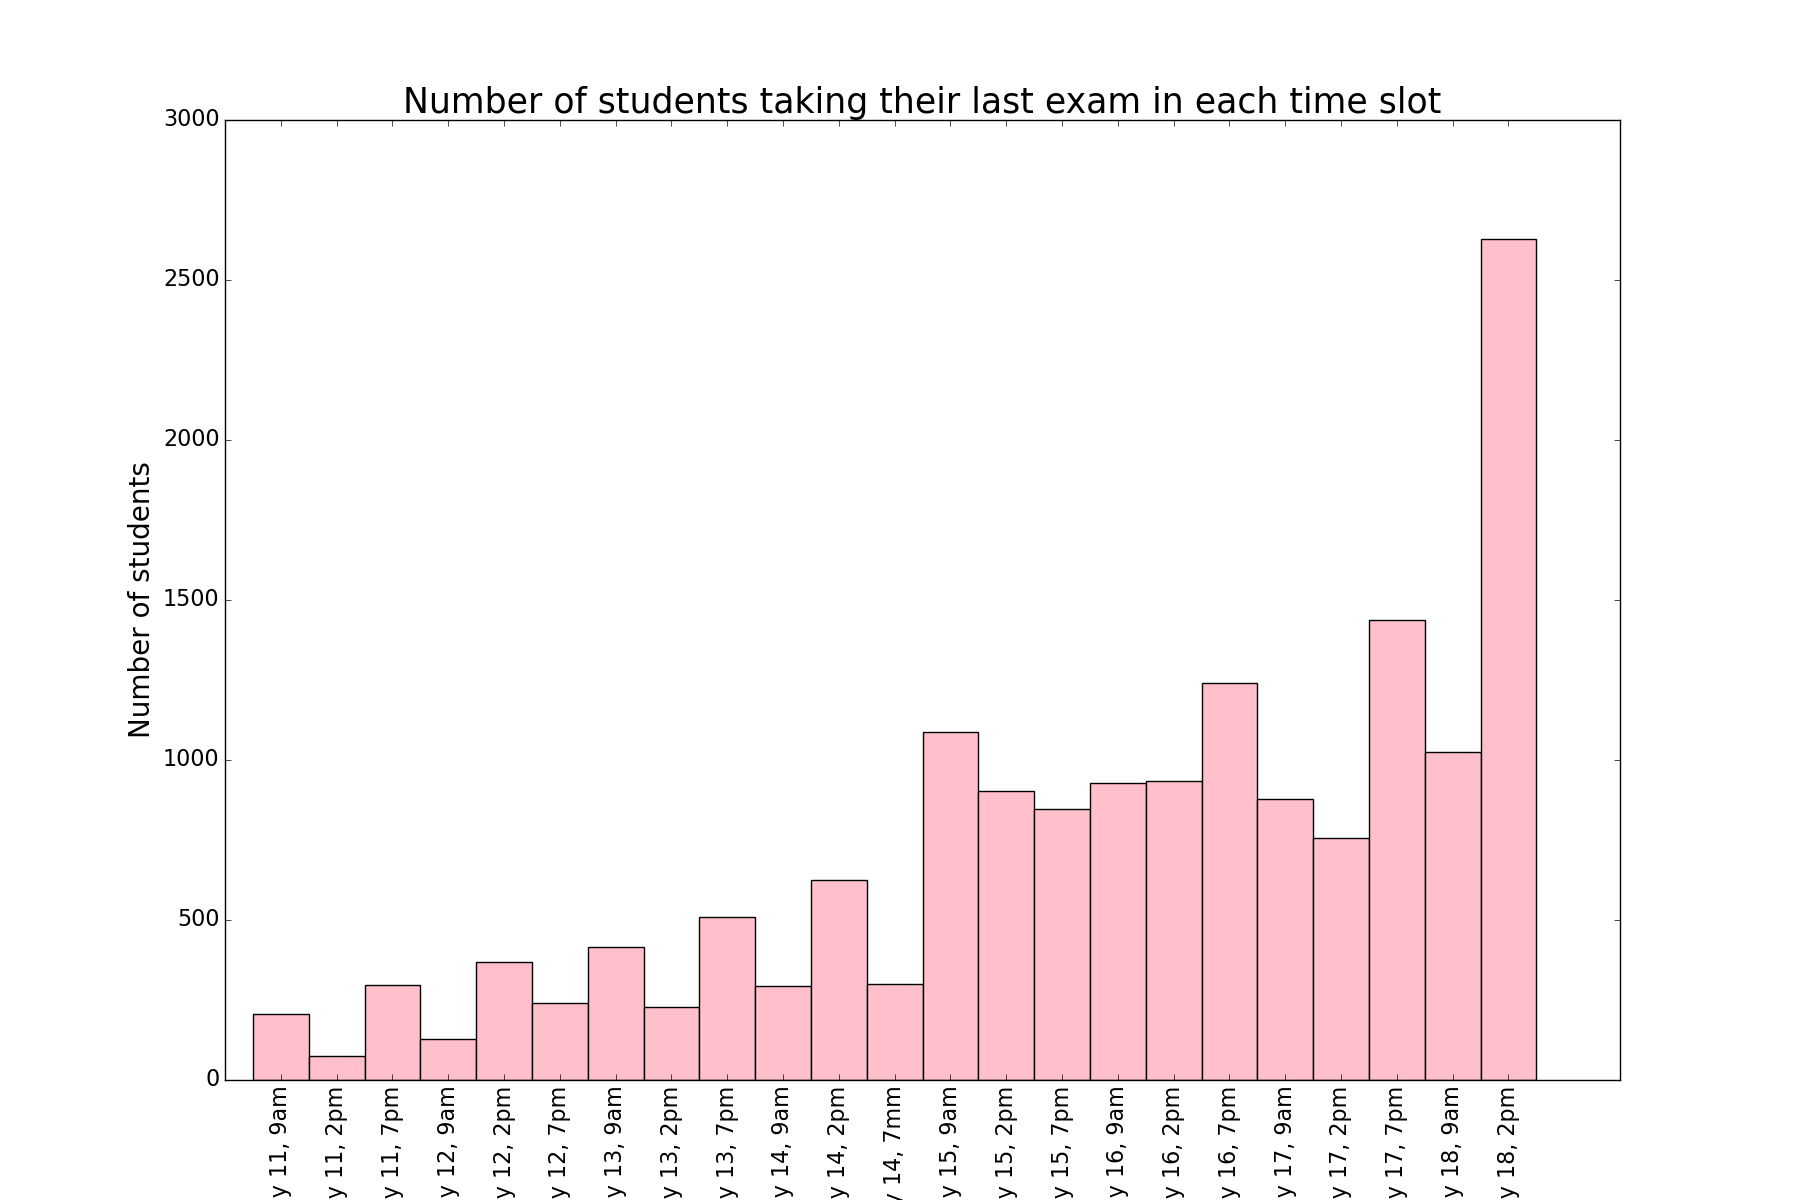 Number of students taking their last exam in each time slot
3000
2500
2000
1500
1000
500
0
Number of students
y 11, 9am
y 11, 2pm
y 11, 7pm
y 12, 9am
y 12, 2pm
y 12, 7pm
y 13, 9am
y 13, 2pm
y 13, 7pm
y 14, 9am
y 14, 2pm
y 14, 7mm
y 15, 9am
y 15, 2pm
y 15, 7pm
y 16, 9am
y 16, 2pm
y 16, 7pm
y 17, 9am
y 17, 2pm
y 17, 7pm
y 18, 9am
y 18, 2pm